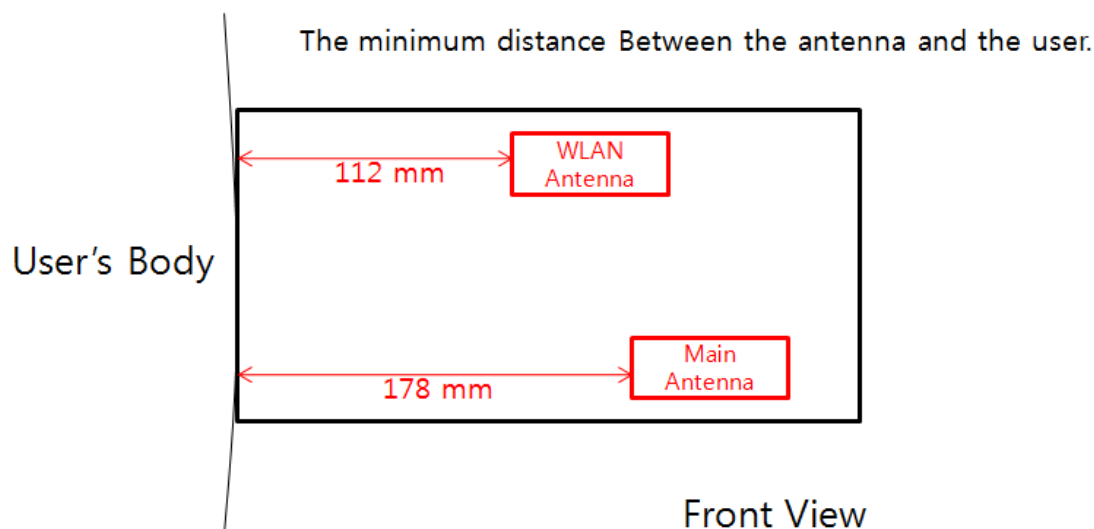 The minimum distance Between the antenna and the user.
WLAN
Antenna
112 mm
User's Body
Main
Antenna
178 mm
Front View